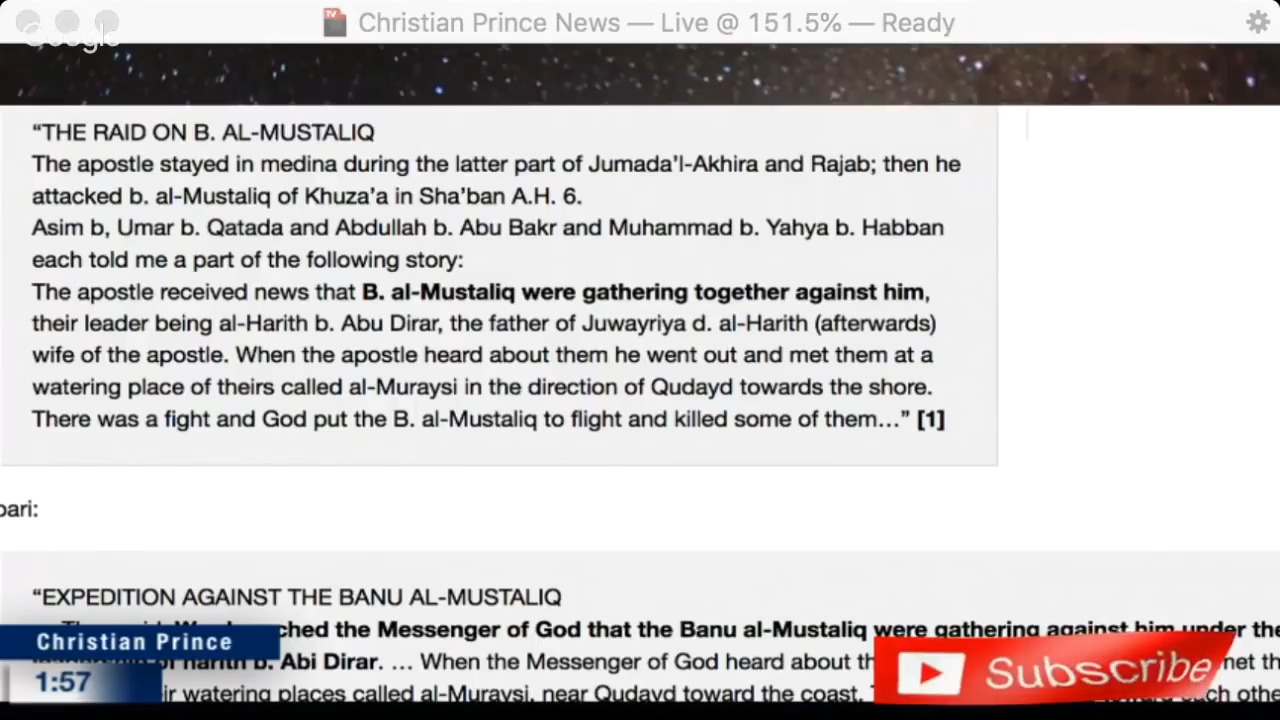 Christian Prince News — Live @ 151.5% — Ready
Google
“THE RAID ON B. AL-MUSTALIQ
The apostle stayed in medina during the latter part of Jumada’l-Akhira and Rajab; then he
attacked b. al-Mustaliq of Khuza’a in Sha’ban A.H. 6.
Asim b, Umar b. Qatada and Abdullah b. Abu Bakr and Muhammad b. Yahya b. Habban
each told me a part of the following story:
The apostle received news that B. al-Mustaliq were gathering together against him,
their leader being al-Harith b. Abu Dirar, the father of Juwayriya d. al-Harith (afterwards)
wife of the apostle. When the apostle heard about them he went out and met them at a
watering place of theirs called al-Muraysi in the direction of Qudayd towards the shore.
There was a fight and God put the B. al-Mustaliq to flight and killed some of them…” [1]
bari:
“EXPEDITION AGAINST THE BANU AL-MUSTALIQ
ched the Messenger of God that the Banu al-Mustaliq were gathering against him under the
Christian Prince
of Harith b. Abi Dirar. … When the Messenger of God heard about th
1:57
ir watering places called al-Muraysi, near Qudayd toward the coast.
Subscribe